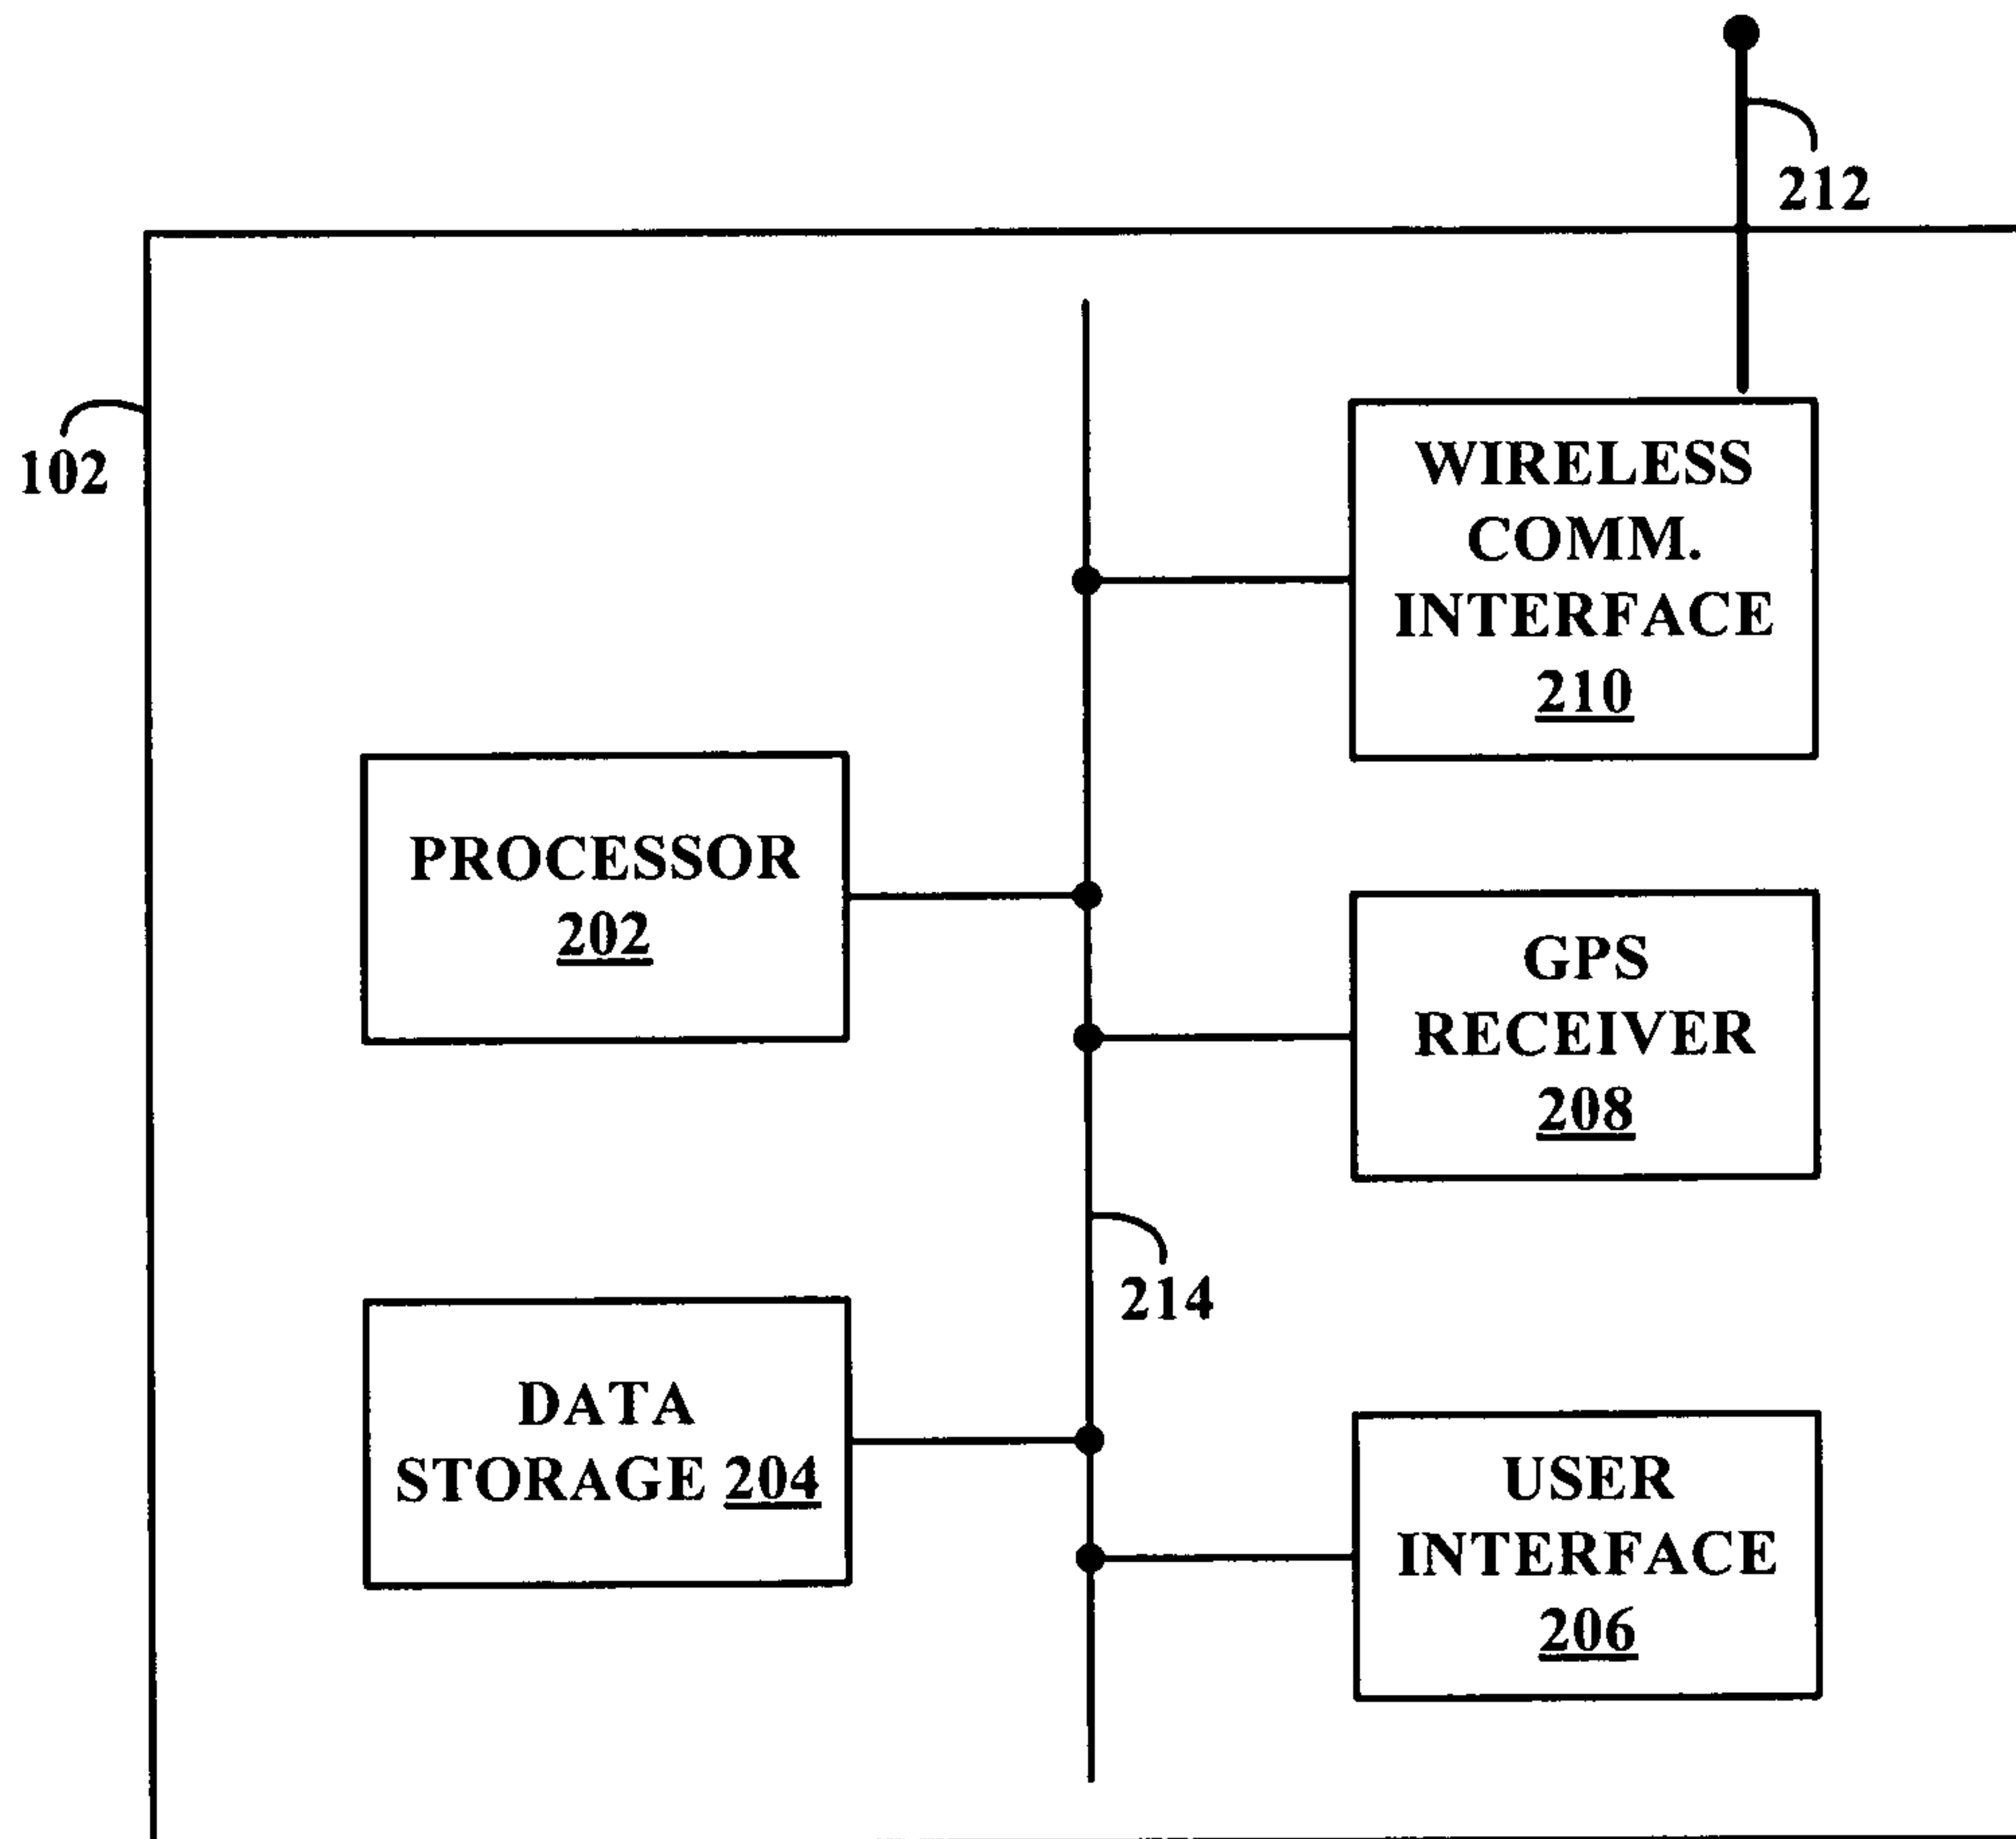 212
102
WIRELESS
COMM.
INTERFACE
210
PROCESSOR
202
GPS
RECEIVER
208
214
DATA
STORAGE 204
USER
INTERFACE
206